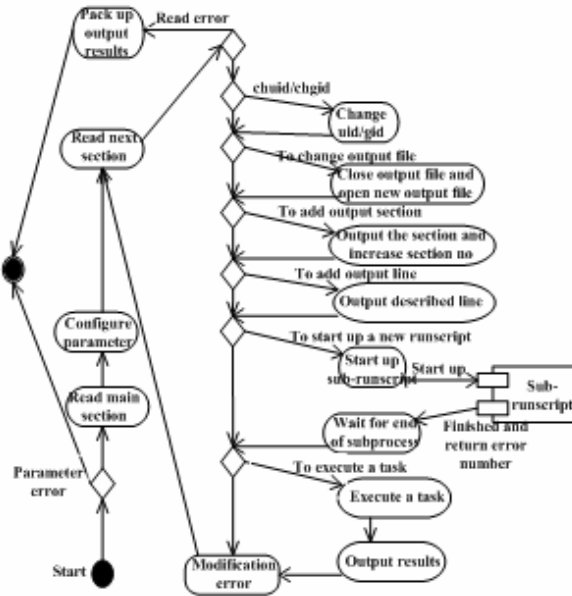 Pack up
output
results
Read error
chuid/chgid
Change
uid/gid
Read next
section
To change output file
Close output file and
open new output file
To add output section
Output the section and
increase section no
To add output line
Output described line
Configure
parameter
To start up a new runscript
Start up
sub-runscript
Start up
Sub-
runscript
Read main
section
Wait for end
of subprocess
Finished and
return error
number
Parameter
error
To execute a task
Execute a task
Start
Modification
error
Output results